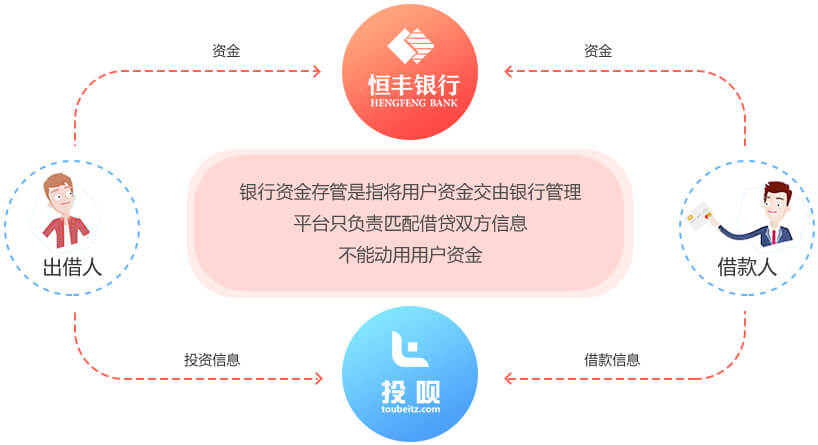 资金
资金
恒丰银行
HENGFENG BANK
银行资金存管是指将用户资金交由银行管理
平台只负责匹配借贷双方信息
不能动用用户资金
出借人
借款人
投资信息
借款信息
投呗
toubeitz.com